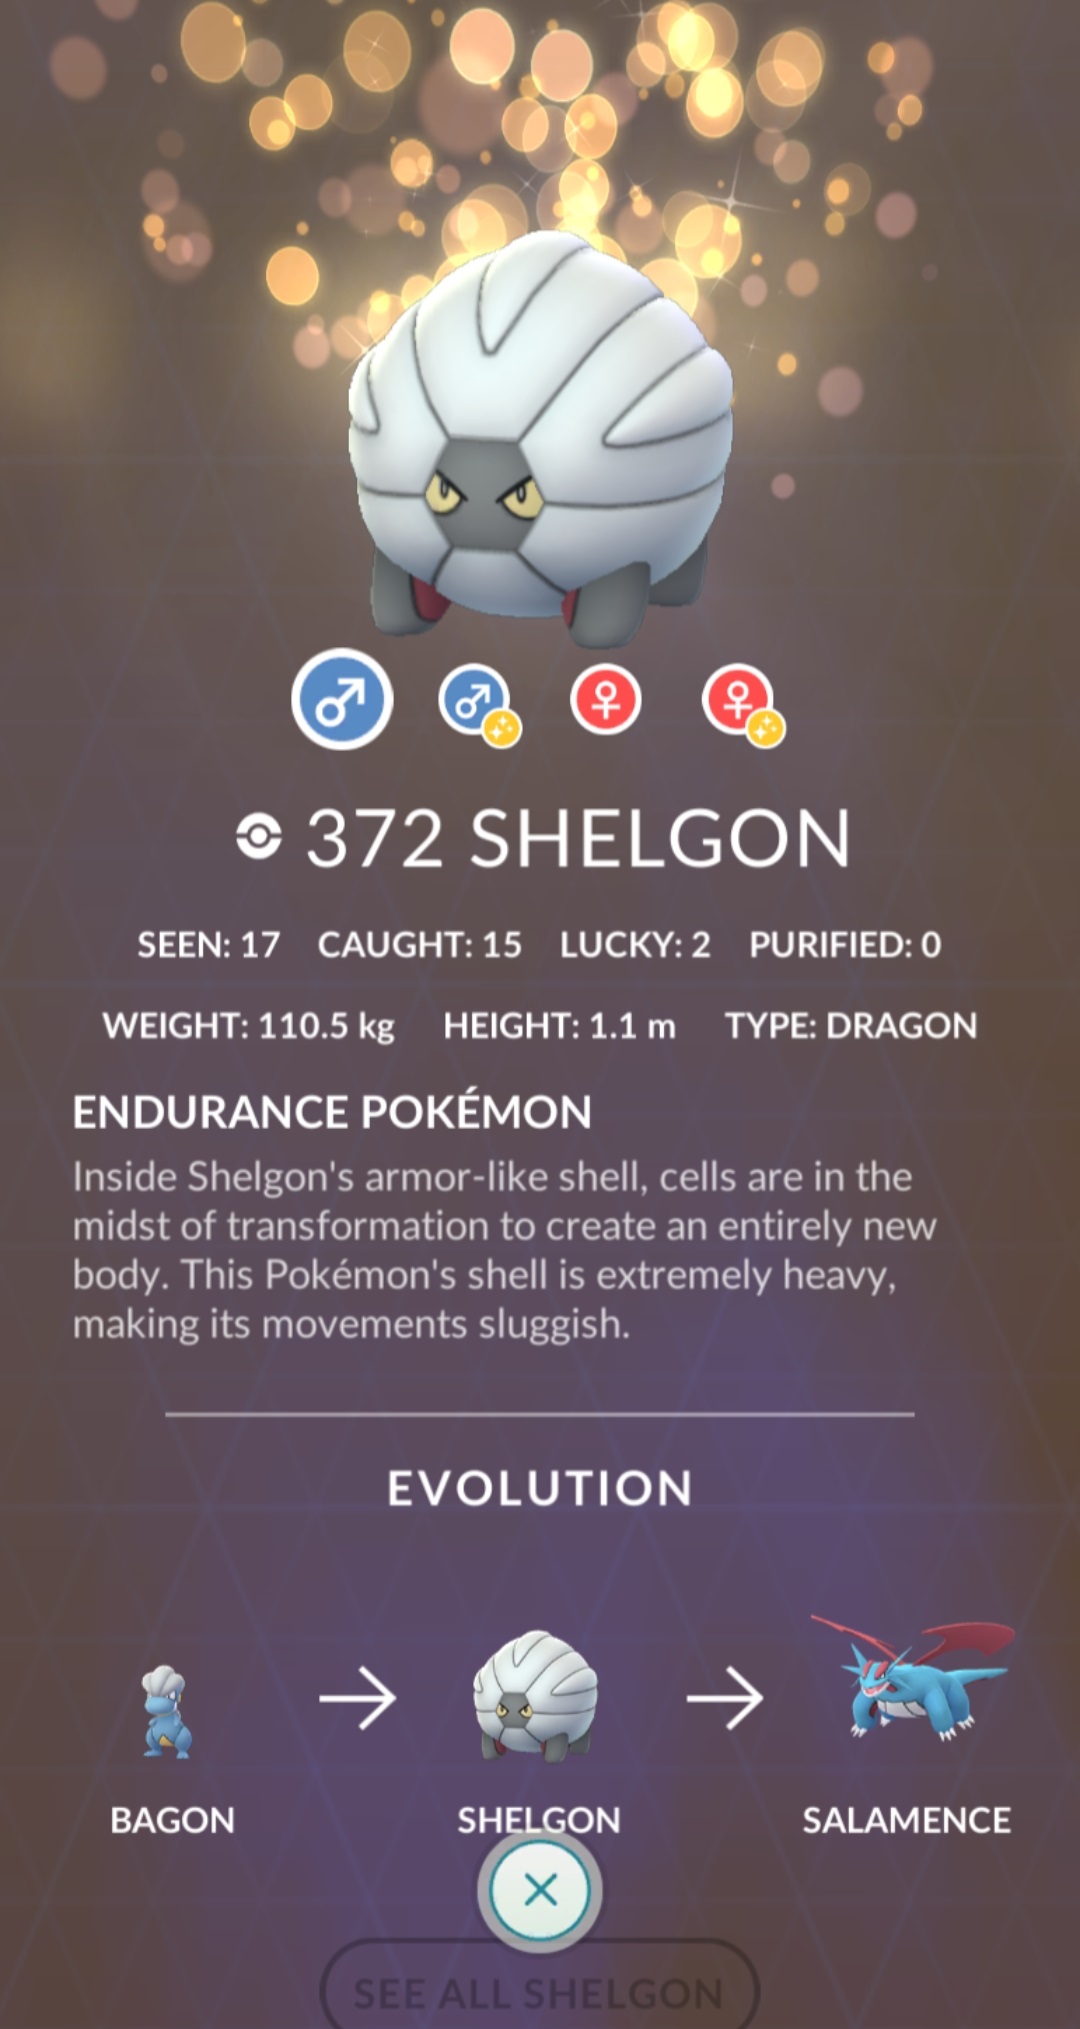 372 SHELGON
SEEN: 17 CAUGHT: 15 LUCKY: 2 PURIFIED: 0
WEIGHT: 110.5 kg HEIGHT: 1.1 m TYPE: DRAGON
ENDURANCE POKÉMON
Inside Shelgon's armor-like shell, cells are in the
midst of transformation to create an entirely new
body. This Pokémon's shell is extremely heavy,
making its movements sluggish.
EVOLUTION
BAGON SHELGON SALAMENCE
SEE ALL SHELGON